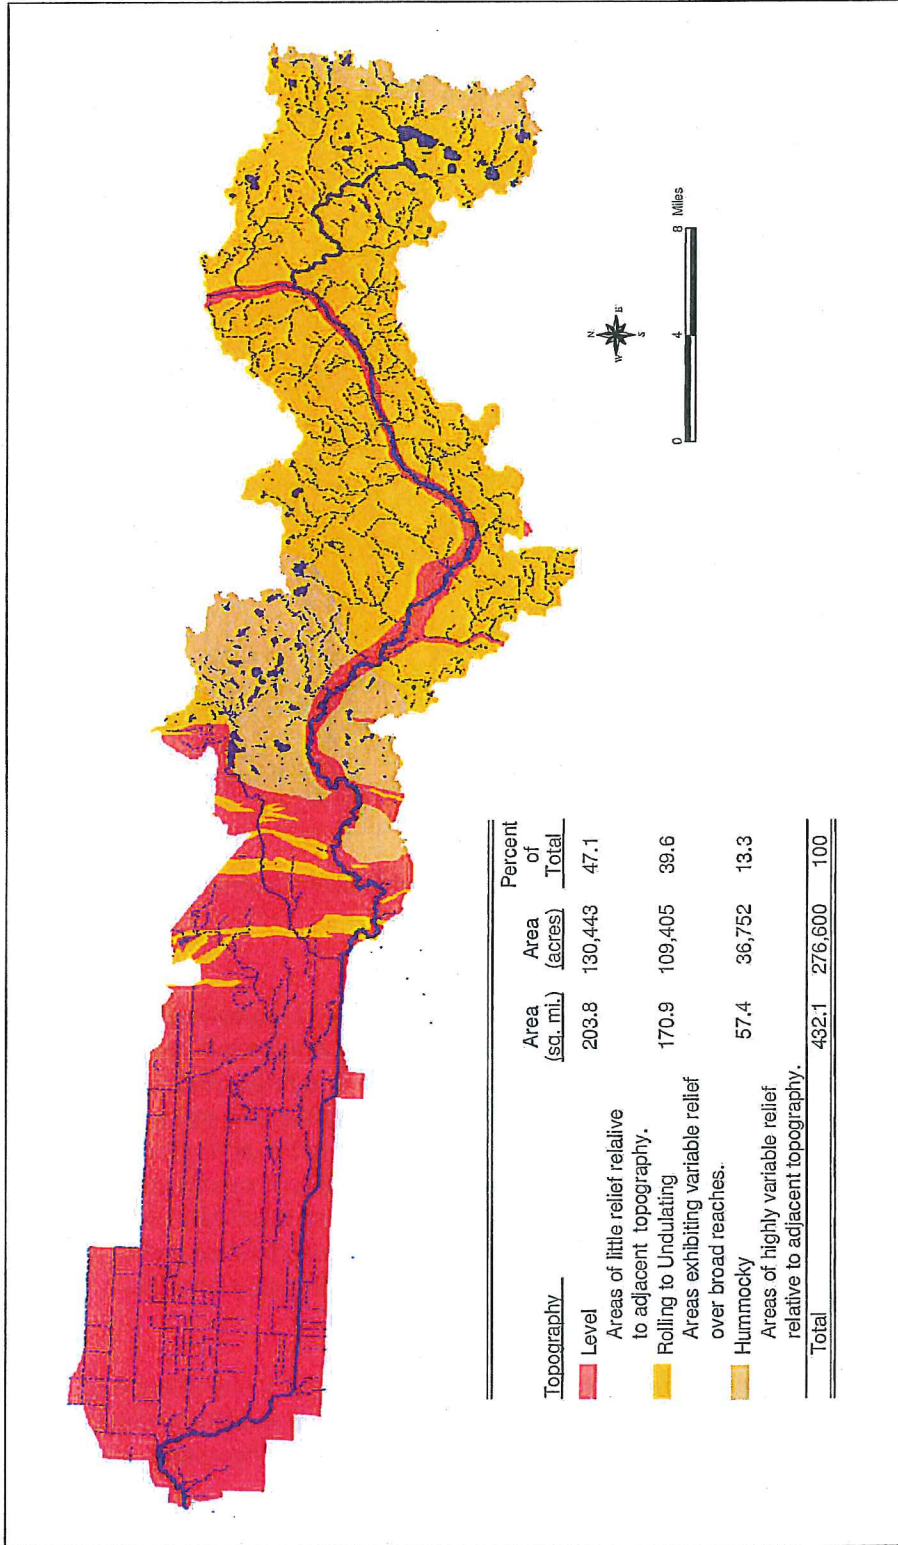 N
W
E
S
0
4
8
Miles
Percent
Area
Area
of
Topography
(sq. mi.)
(acres)
Total
Level
203.8
130,443
47.1
Areas of little relief relative
to adjacent topography.
Rolling to Undulating
170.9
109,405
39.6
Areas exhibiting variable relief
over broad reaches.
Hummocky
57.4
36,752
13.3
Areas of highly variable relief
relative to adjacent topography.
Total
432.1
276,600
100